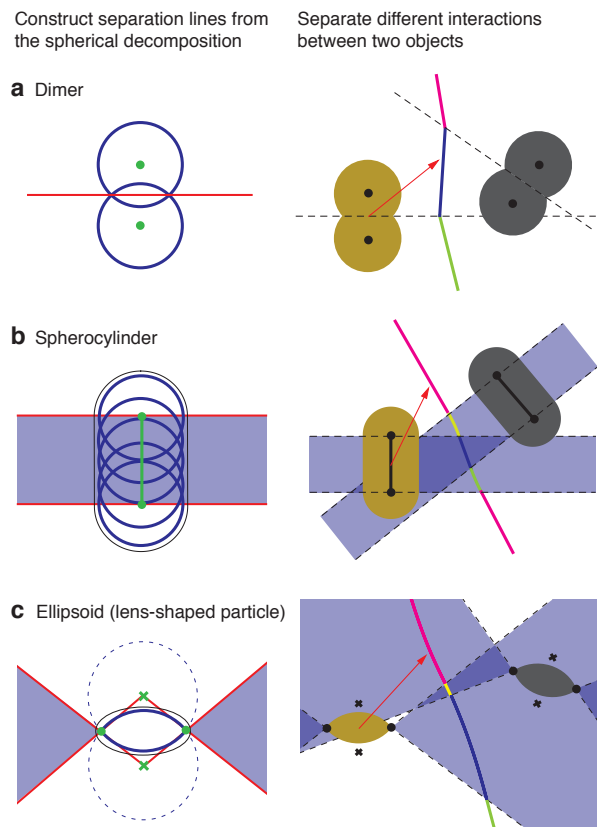 Construct separation lines from
the spherical decomposition
Separate different interactions
between two objects
a Dimer
b Spherocylinder
c Ellipsoid (lens-shaped particle)